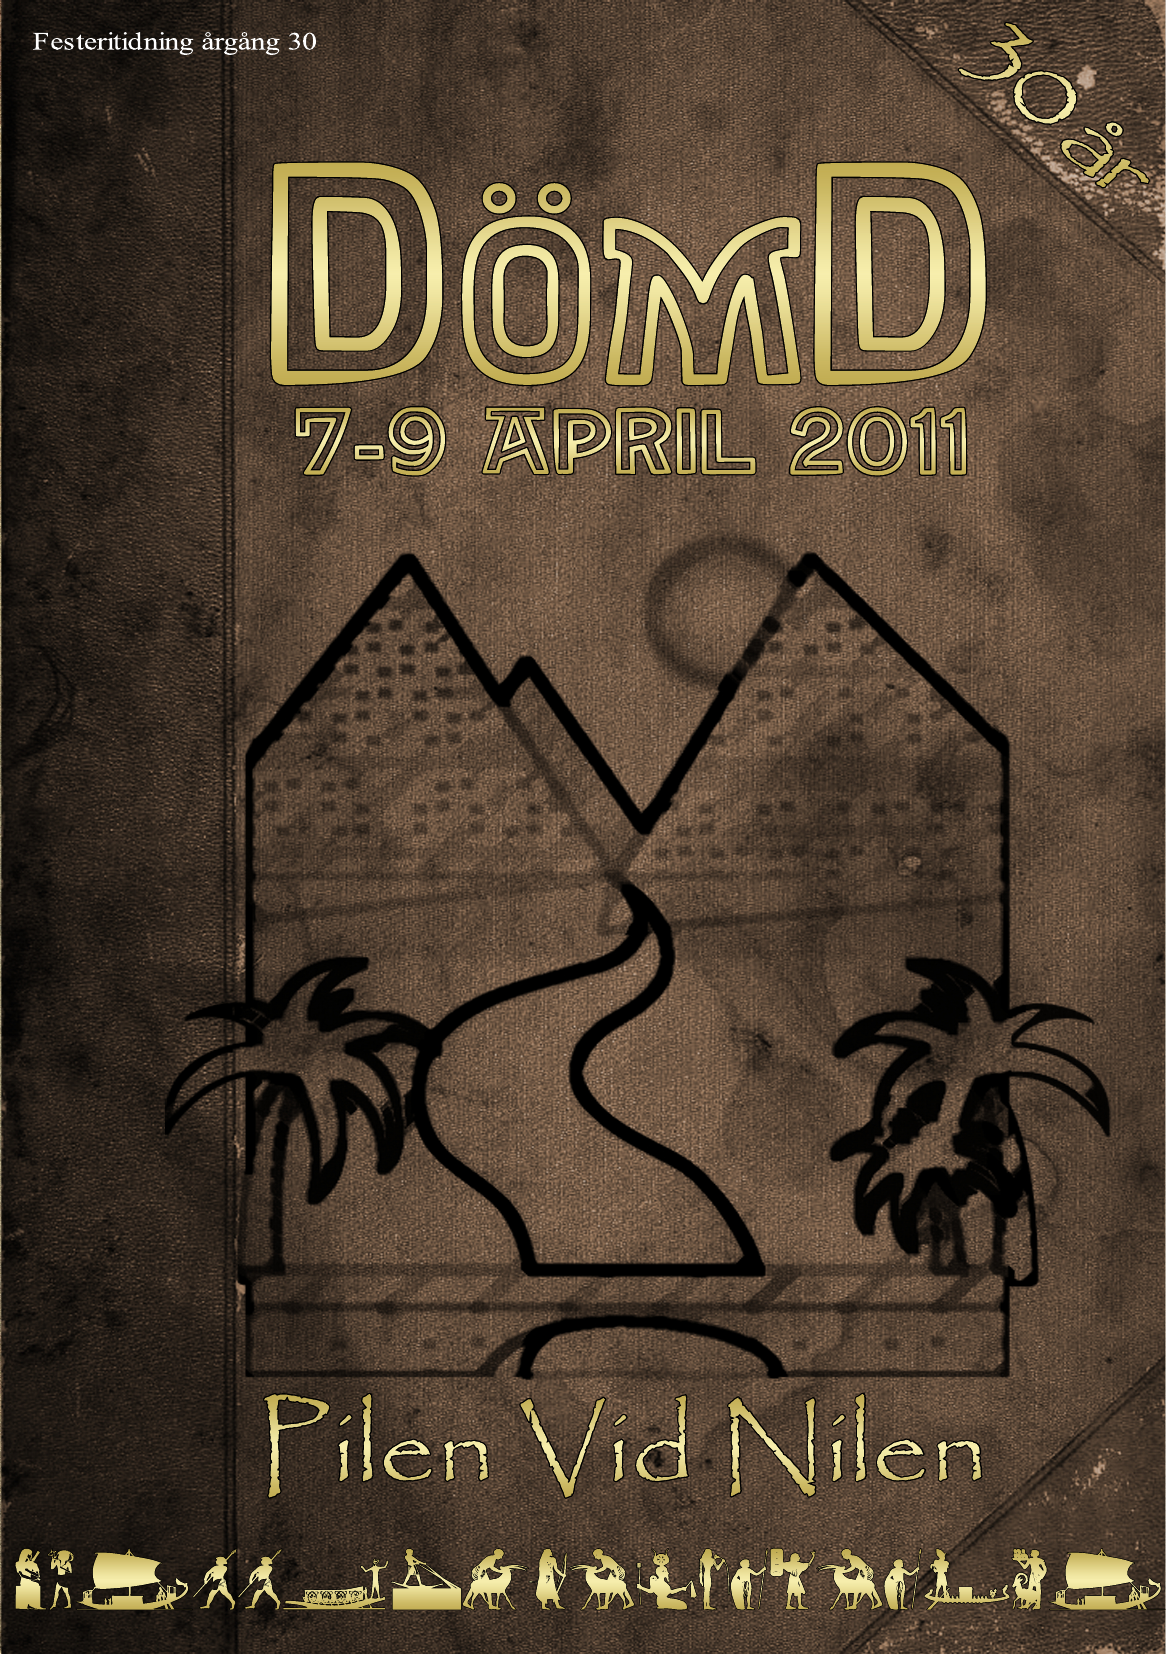 Festeritidning årgång 30
30 år
DömD
7-9 APRIL 2011
Pilen Vid Nilen